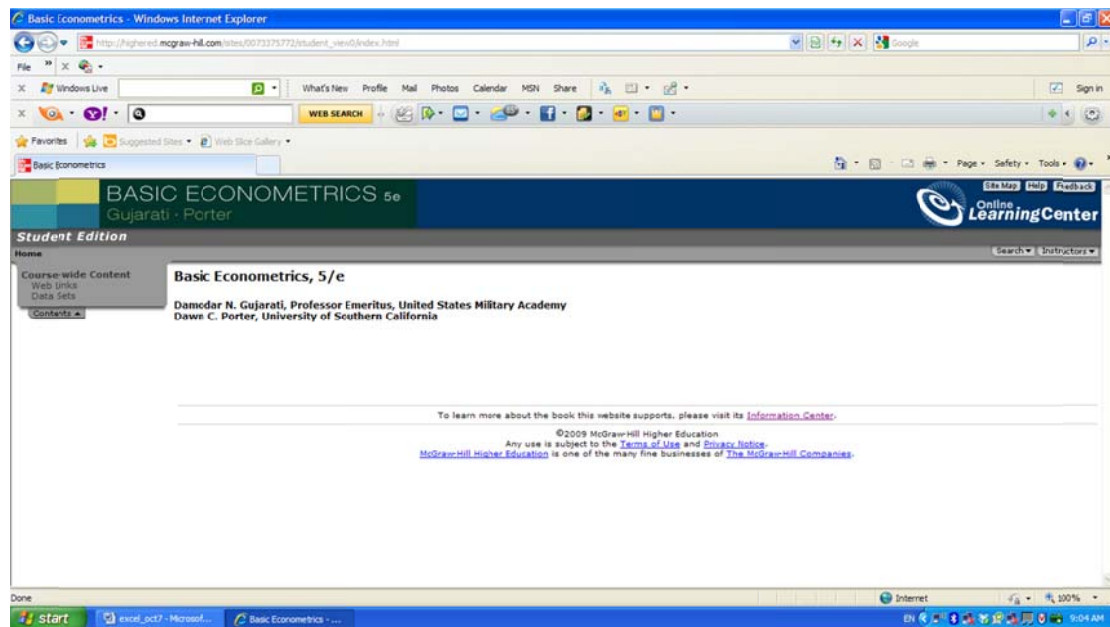 Basic Econometrics - Windows Internet Explorer
http://highered.mcgraw-hill.com/sites/0073375772/student_view0/index.html
Google
File
Windows Live
What's New Profile Mail Photos Calendar MSN Share
Sign in
WEB SEARCH
Favorites Suggested Sites Web Slice Gallery
Basic Econometrics
Page Safety Tools
BASIC ECONOMETRICS 5e
Gujarati · Porter
Site Map Help Feedback
Online
LearningCenter
Student Edition
Home
Search Instructors
Course-wide Content
Web Links
Data Sets
Contents
Basic Econometrics, 5/e
Damodar N. Gujarati, Professor Emeritus, United States Military Academy
Dawn C. Porter, University of Southern California
To learn more about the book this website supports, please visit its Information Center.
©2009 McGraw-Hill Higher Education
Any use is subject to the Terms of Use and Privacy Notice.
McGraw-Hill Higher Education is one of the many fine businesses of The McGraw-Hill Companies.
Done
Internet
100%
start
excel_oct7 - Microsof...
Basic Econometrics - ...
EN
9:04 AM